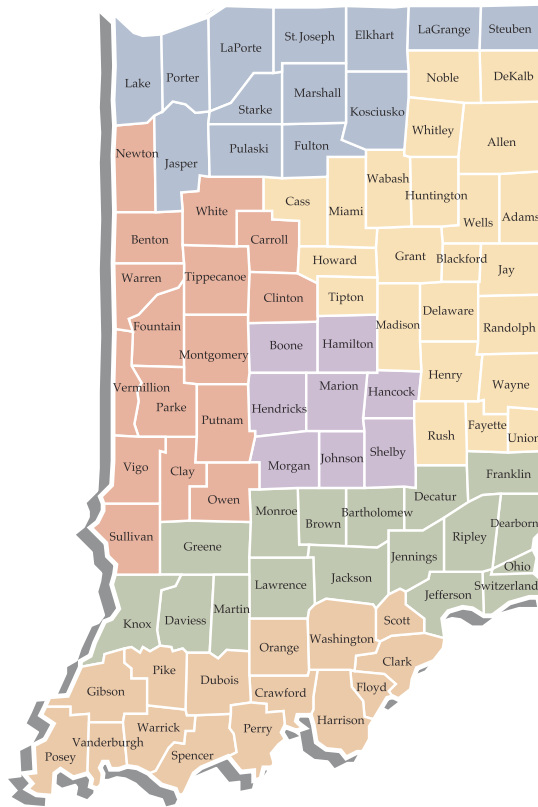 St. Joseph
Elkhart
LaGrange
Steuben
LaPorte
Lake
Porter
Noble
DeKalb
Marshall
Starke
Kosciusko
Whitley
Allen
Newton
Jasper
Pulaski
Fulton
Wabash
Huntington
White
Cass
Miami
Wells
Adams
Benton
Carroll
Howard
Grant
Blackford
Jay
Warren
Tippecanoe
Clinton
Tipton
Madison
Delaware
Randolph
Fountain
Montgomery
Boone
Hamilton
Henry
Wayne
Vermillion
Parke
Putnam
Hendricks
Marion
Hancock
Rush
Fayette
Union
Vigo
Clay
Owen
Morgan
Johnson
Shelby
Franklin
Decatur
Sullivan
Greene
Monroe
Brown
Bartholomew
Jennings
Ripley
Dearborn
Ohio
Switzerland
Knox
Daviess
Martin
Lawrence
Jackson
Jefferson
Scott
Washington
Orange
Clark
Gibson
Pike
Dubois
Crawford
Floyd
Harrison
Posey
Vanderburgh
Warrick
Spencer
Perry